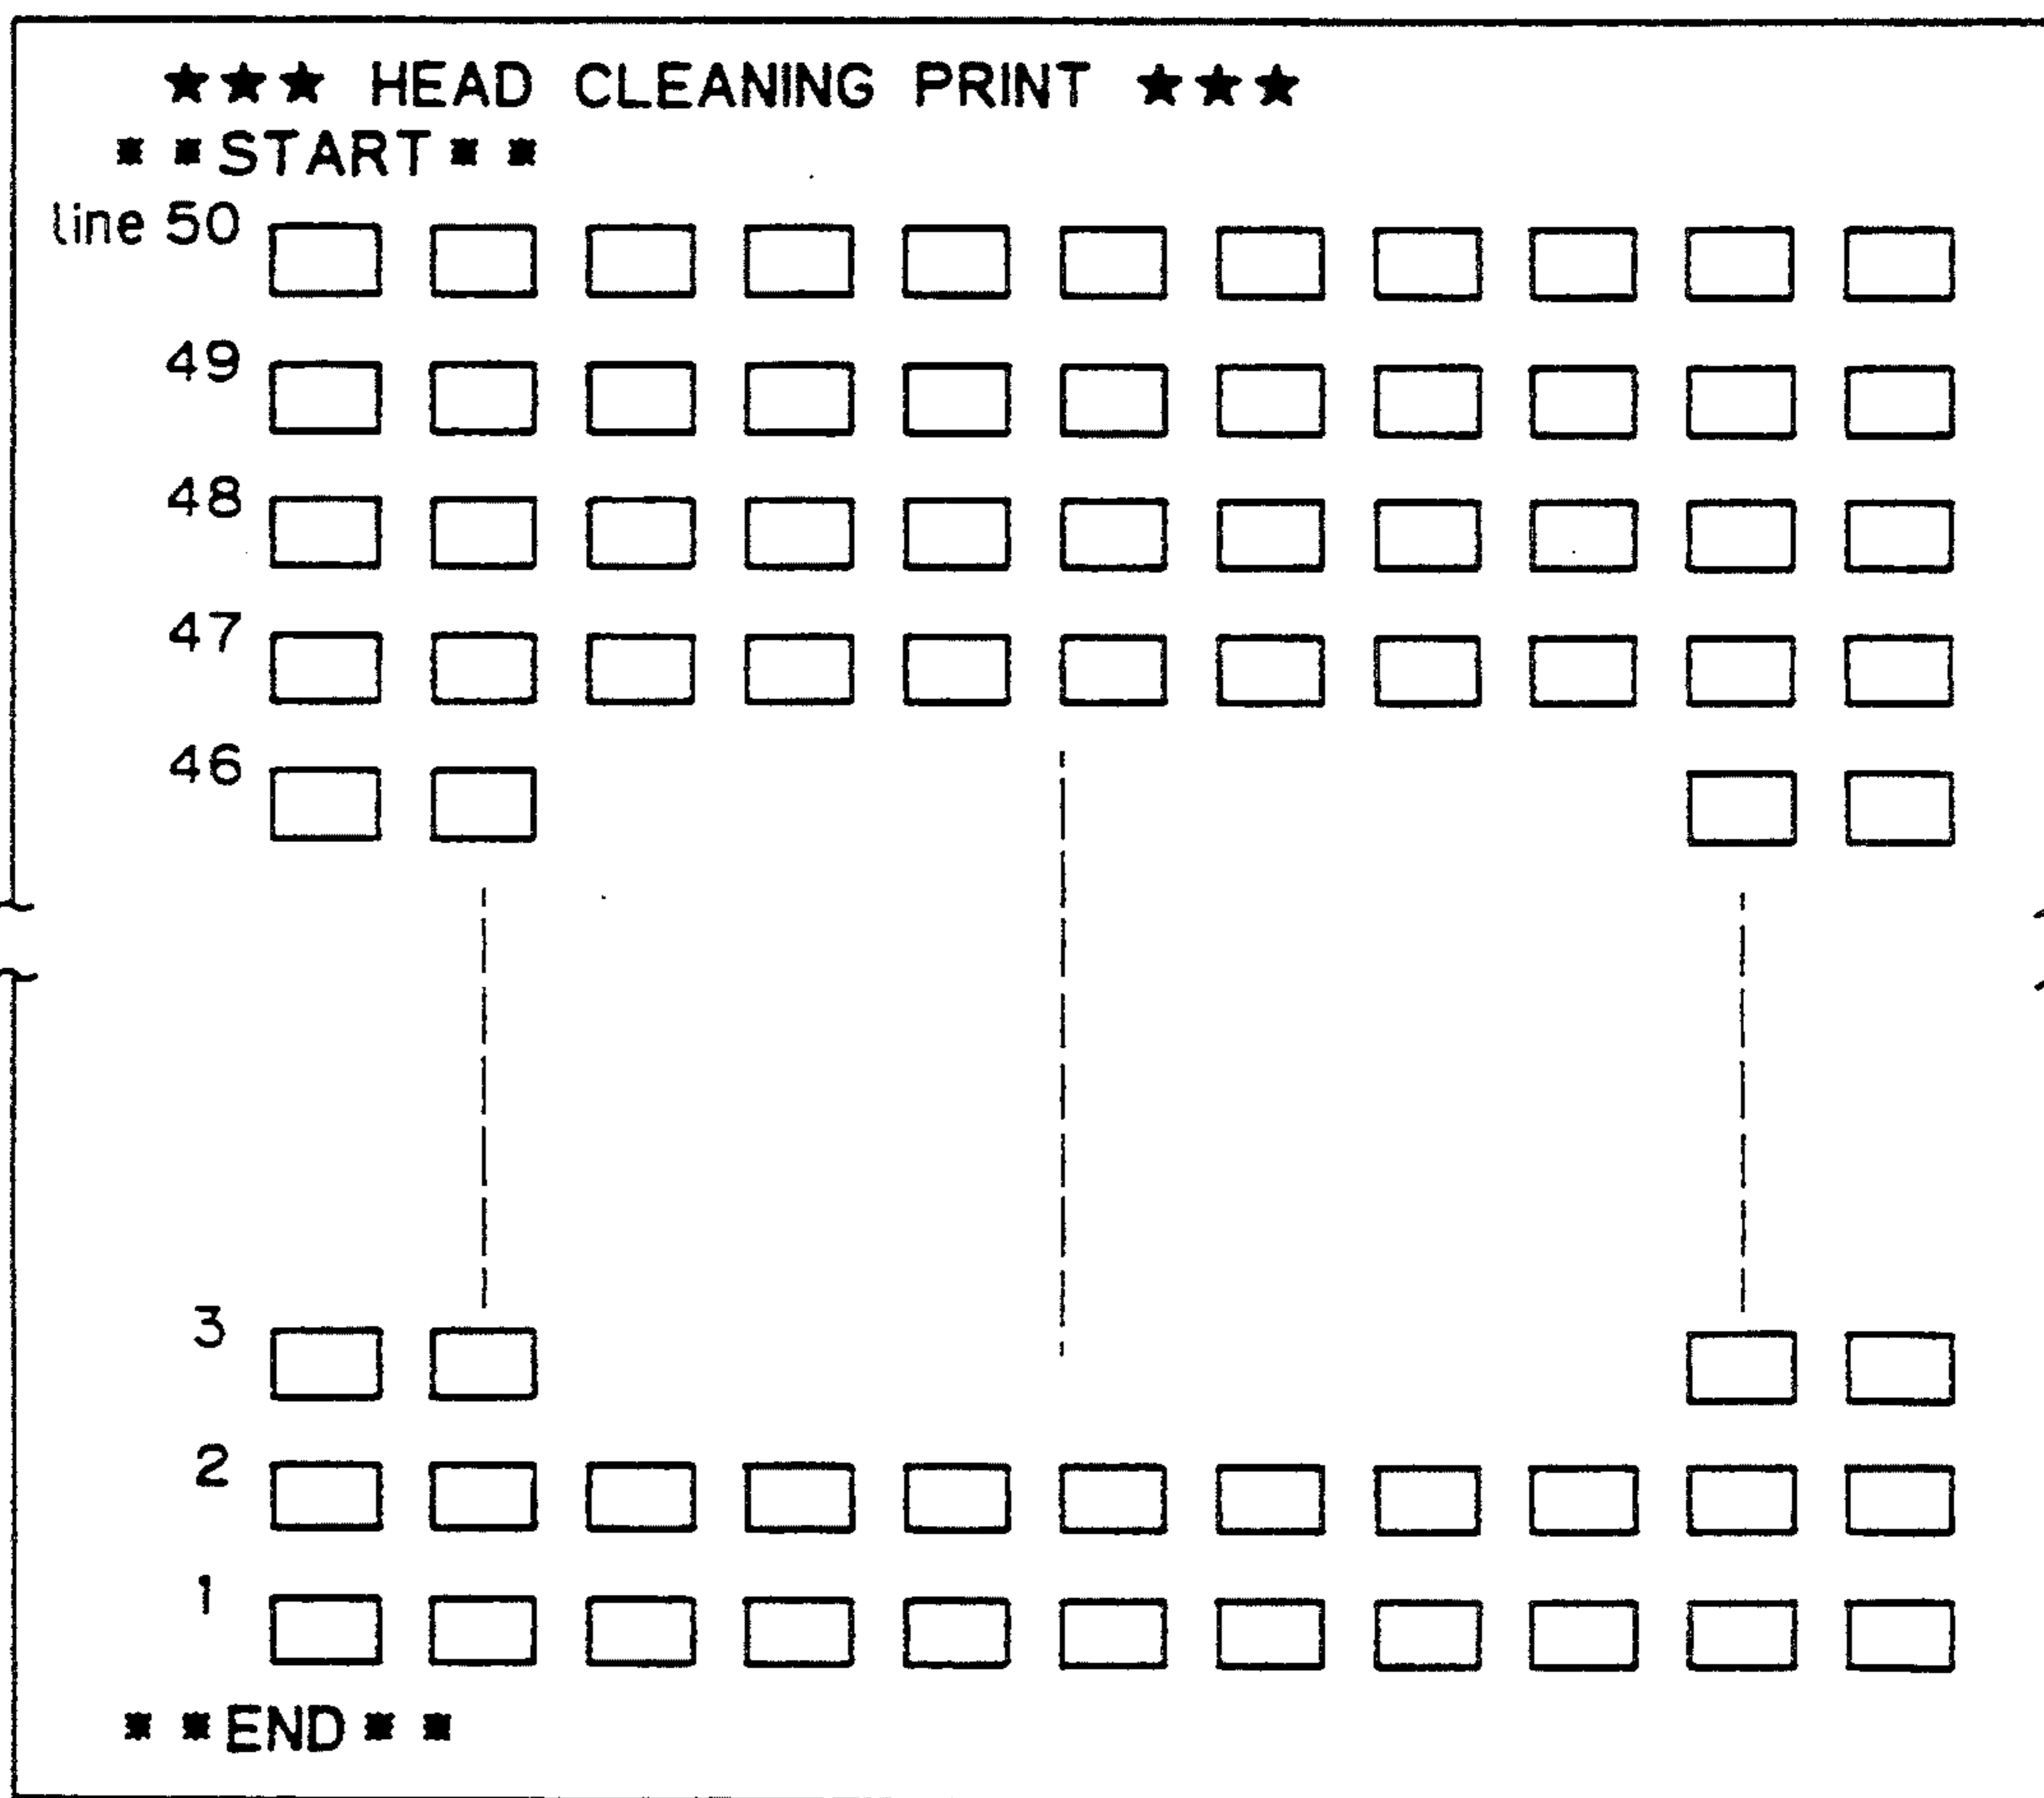 ★★★ HEAD CLEANING PRINT ★★★
**START**
line 50
49
48
47
46
3
2
1
**END**